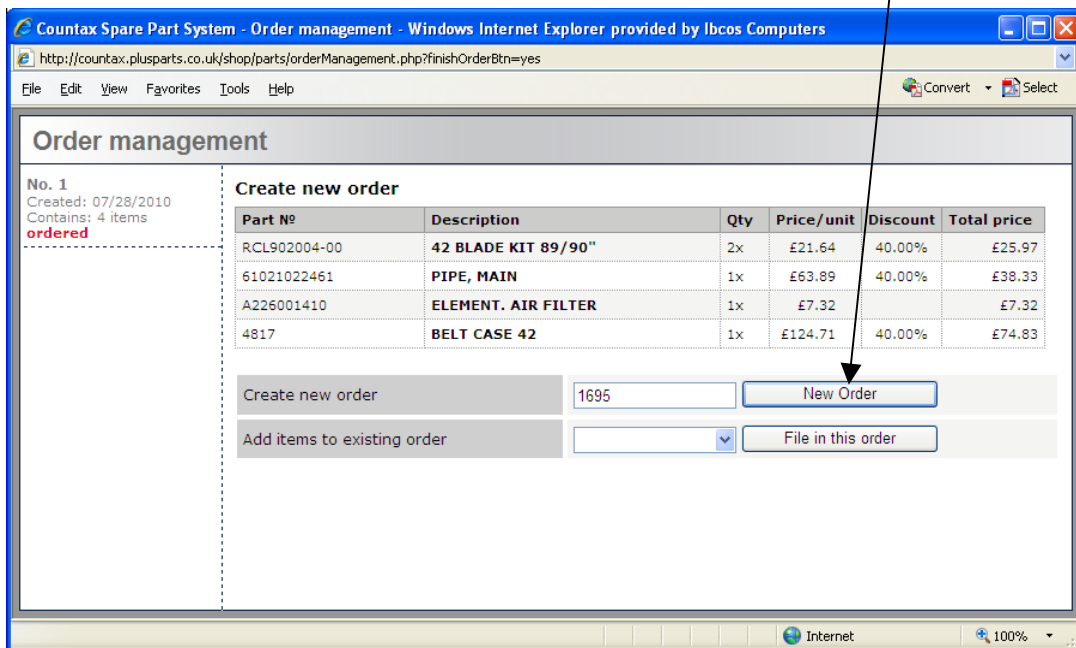 Countax Spare Part System - Order management - Windows Internet Explorer provided by Ibcos Computers
http://countax.plusparts.co.uk/shop/parts/orderManagement.php?finishOrderBtn=yes
File Edit View Favorites Tools Help Convert Select
Order management
No. 1
Created: 07/28/2010
Contains: 4 items
ordered
Create new order
Part Nº Description Qty Price/unit Discount Total price
RCL902004-00 42 BLADE KIT 89/90" 2x £21.64 40.00% £25.97
61021022461 PIPE, MAIN 1x £63.89 40.00% £38.33
A226001410 ELEMENT. AIR FILTER 1x £7.32 £7.32
4817 BELT CASE 42 1x £124.71 40.00% £74.83
Create new order 1695 New Order
Add items to existing order File in this order
Internet 100%